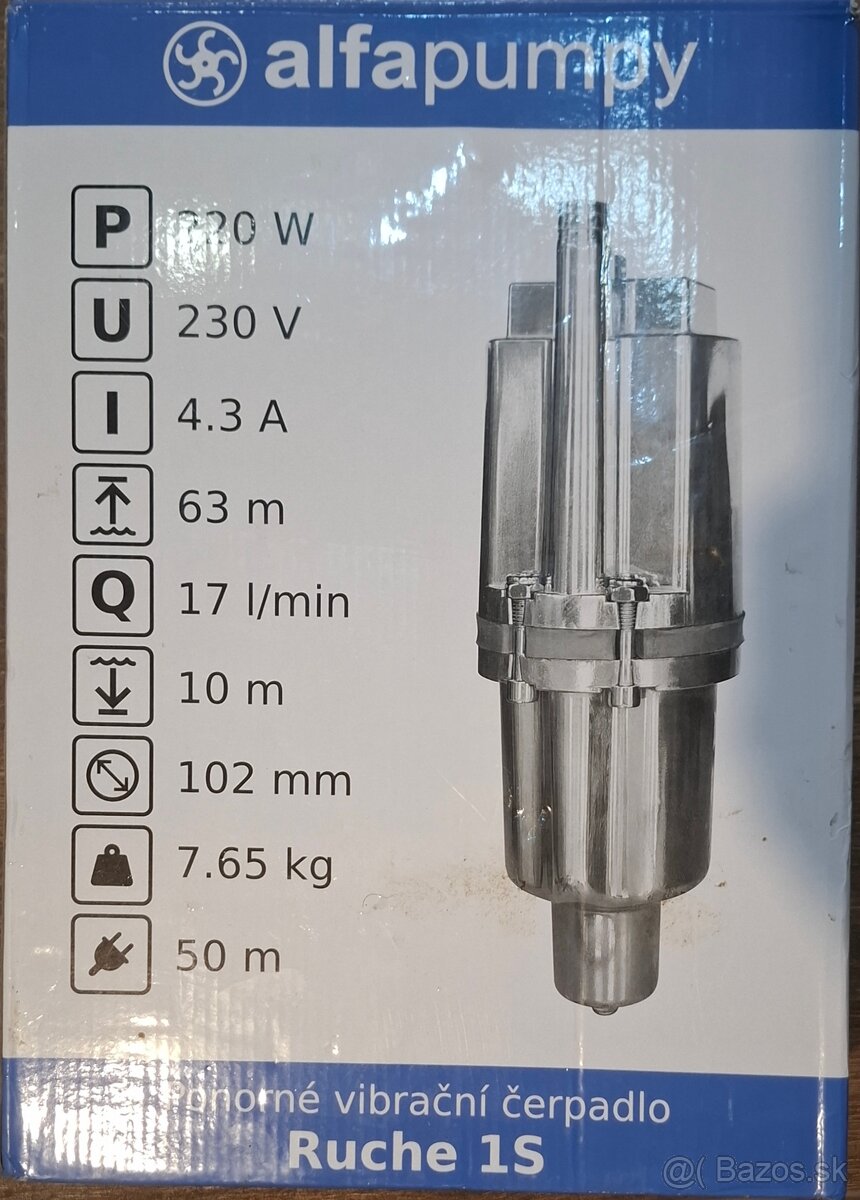 alfapumpy
P
U 230 V
I 4.3 A
63 m
Q 17 l/min
10 m
102 mm
7.65 kg
50 m
Ponorné vibrační čerpadlo
Ruche 1S
@( Bazos.sk